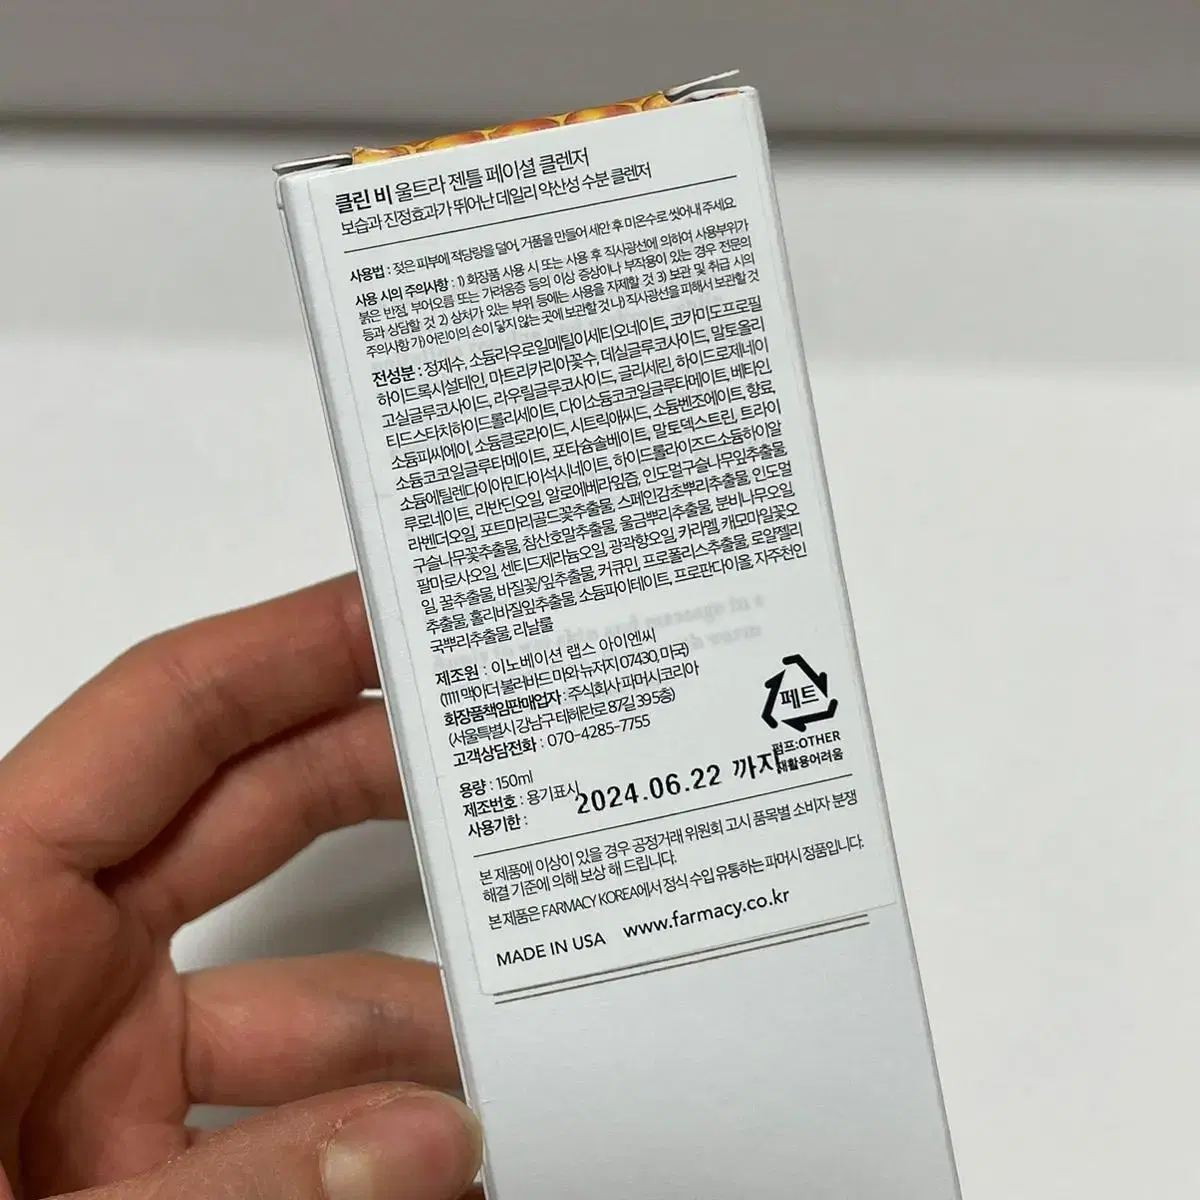 클린 비 울트라 젠틀 페이셜 클렌저
보습과 진정효과가 뛰어난 데일리 약산성 수분 클렌저
사용법 : 젖은 피부에 적당량을 덜어, 거품을 만들어 세안 후 미온수로 씻어내 주세요
사용 시의 주의사항 : 1) 화장품 사용 시 또는 사용 후 직사광선에 의하여 사용부위가
붉은 반점, 부어오름 또는 가려움증 등의 이상 증상이나 부작용이 있는 경우 전문의
등과 상담할 것 2) 상처가 있는 부위 등에는 사용을 자제할 것 3) 보관 및 취급 시의
주의사항 가) 어린이의 손이 닿지 않는 곳에 보관할 것 나) 직사광선을 피해서 보관할 것
전성분 : 정제수, 소듐라우로일메틸이세티오네이트, 코카미도프로필
하이드록시설테인, 마트리카리아꽃수, 데실글루코사이드, 말토올리
고실글루코사이드, 라우릴글루코사이드, 글리세린, 하이드로제네이
티드스타치하이드롤리세이트, 다이소듐코코일글루타메이트, 베타인,
소듐피씨에이, 소듐클로라이드, 시트릭애씨드, 소듐벤조에이트, 향료,
소듐코코일글루타메이트, 포타슘솔베이트, 말토덱스트린, 트라이
소듐에틸렌다이아민다이석시네이트, 하이드롤라이즈드소듐하이알
루로네이트, 라반딘오일, 알로에베라잎즙, 인도멀구슬나무잎추출물,
라벤더오일, 포트마리골드꽃추출물, 스페인감초뿌리추출물, 인도멀
구슬나무꽃추출물, 참산호말추출물, 울금뿌리추출물, 분비나무오일,
팔마로사오일, 센티드제라늄오일, 광곽향오일, 카라멜, 캐모마일꽃오
일, 꿀추출물, 바질꽃/잎추출물, 커큐민, 프로폴리스추출물, 로얄젤리
추출물, 홀리바질잎추출물, 소듐파이테이트, 프로판다이올, 자주천인
국뿌리추출물, 리날룰
제조원 : 이노베이션 랩스 아이엔씨
(1111 맥아더 불러바드 마와 뉴저지 07430, 미국)
화장품책임판매업자 : 주식회사 파머시코리아
(서울특별시 강남구 테헤란로 87길 39 5층)
고객상담전화 : 070-4285-7755
페트
펌프:OTHER
재활용어려움
용량 : 150ml
제조번호 : 용기표시
사용기한 : 2024.06.22 까지
본 제품에 이상이 있을 경우 공정거래 위원회 고시 품목별 소비자 분쟁
해결 기준에 의해 보상 해 드립니다.
본 제품은 FARMACY KOREA에서 정식 수입 유통하는 파머시 정품입니다.
MADE IN USA www.farmacy.co.kr